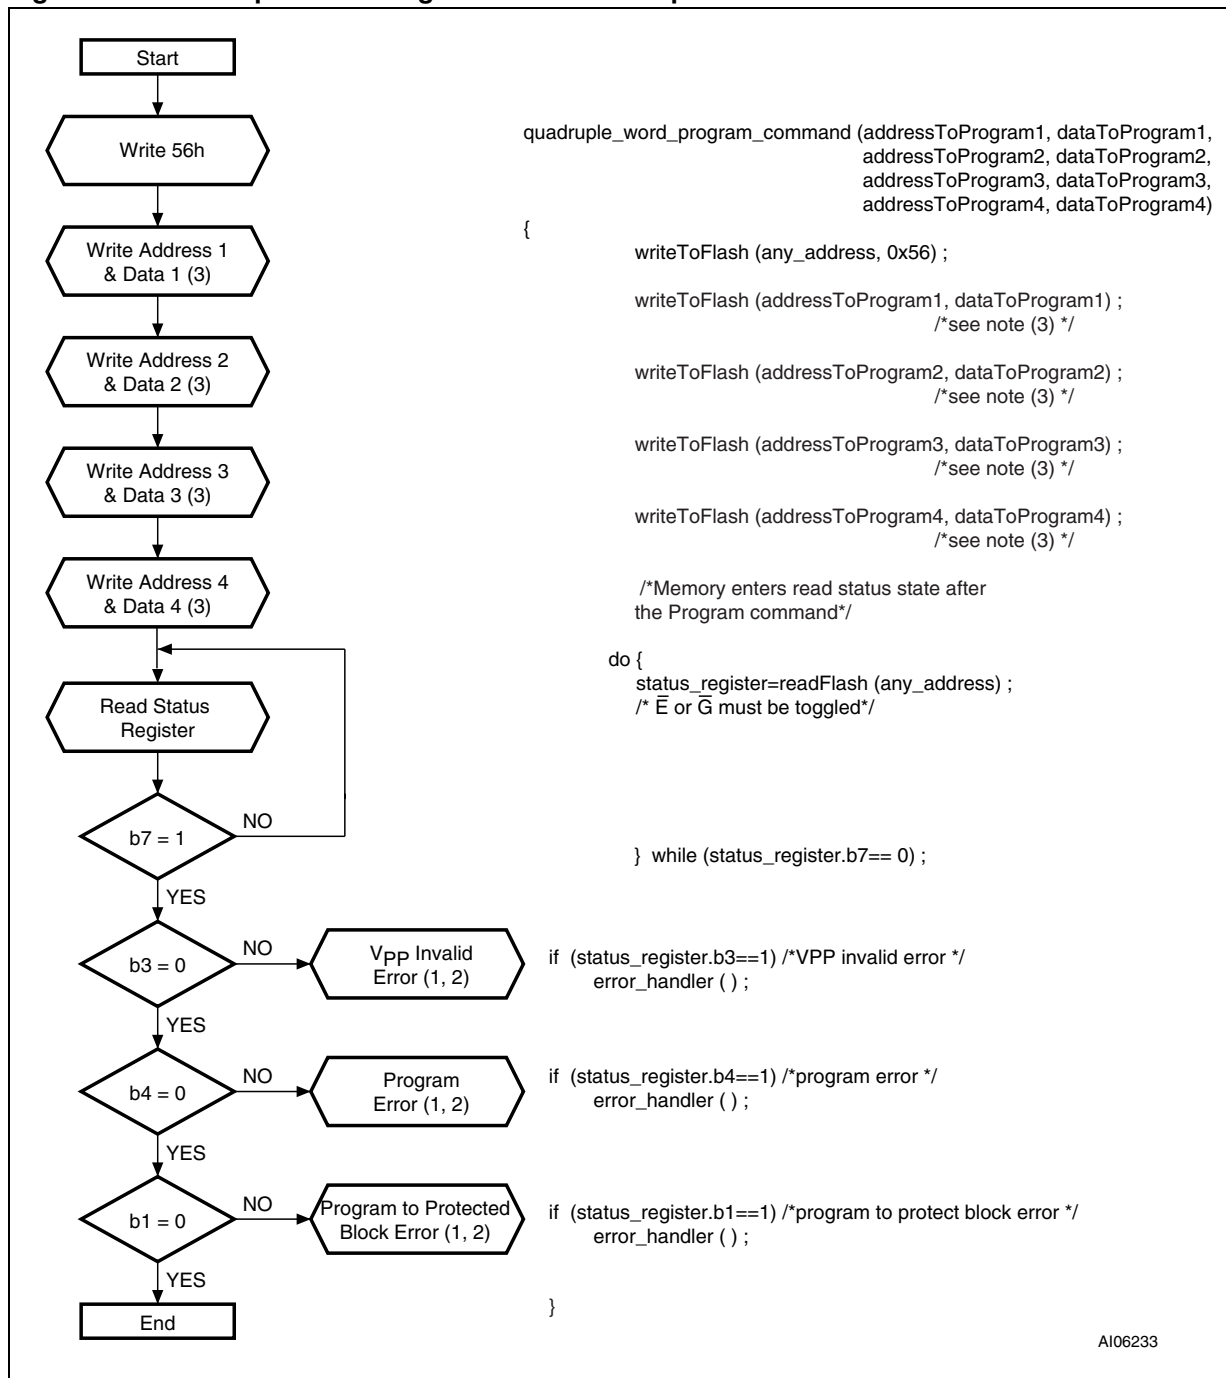 Start
Write 56h
Write Address 1
& Data 1 (3)
Write Address 2
& Data 2 (3)
Write Address 3
& Data 3 (3)
Write Address 4
& Data 4 (3)
Read Status
Register
b7 = 1
NO
YES
b3 = 0
NO
VPP Invalid
Error (1, 2)
YES
b4 = 0
NO
Program
Error (1, 2)
YES
b1 = 0
NO
Program to Protected
Block Error (1, 2)
YES
End
quadruple_word_program_command (addressToProgram1, dataToProgram1,
addressToProgram2, dataToProgram2,
addressToProgram3, dataToProgram3,
addressToProgram4, dataToProgram4)
{
writeToFlash (any_address, 0x56) ;
writeToFlash (addressToProgram1, dataToProgram1) ;
/*see note (3) */
writeToFlash (addressToProgram2, dataToProgram2) ;
/*see note (3) */
writeToFlash (addressToProgram3, dataToProgram3) ;
/*see note (3) */
writeToFlash (addressToProgram4, dataToProgram4) ;
/*see note (3) */
/*Memory enters read status state after
the Program command*/
do {
status_register=readFlash (any_address) ;
/* E̅ or G̅ must be toggled*/
} while (status_register.b7== 0) ;
if (status_register.b3==1) /*VPP invalid error */
error_handler ( ) ;
if (status_register.b4==1) /*program error */
error_handler ( ) ;
if (status_register.b1==1) /*program to protect block error */
error_handler ( ) ;
}
AI06233